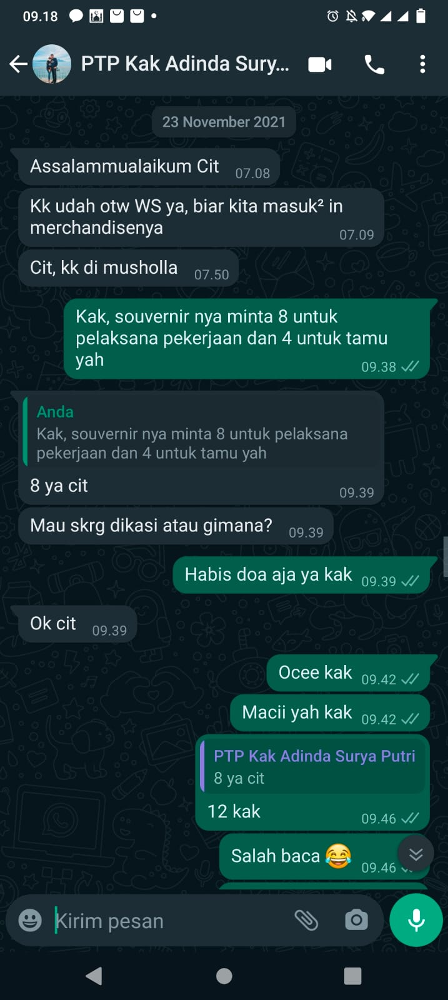 09.18
PTP Kak Adinda Sury...
23 November 2021
Assalammualaikum Cit 07.08
Kk udah otw WS ya, biar kita masuk² in
merchandisenya 07.09
Cit, kk di musholla 07.50
Kak, souvernir nya minta 8 untuk
pelaksana pekerjaan dan 4 untuk tamu
yah 09.38
Anda
Kak, souvernir nya minta 8 untuk pelaksana
pekerjaan dan 4 untuk tamu yah
8 ya cit 09.39
Mau skrg dikasi atau gimana? 09.39
Habis doa aja ya kak 09.39
Ok cit 09.39
Ocee kak 09.42
Macii yah kak 09.42
PTP Kak Adinda Surya Putri
8 ya cit
12 kak 09.46
Salah baca 😂 09.46
Kirim pesan